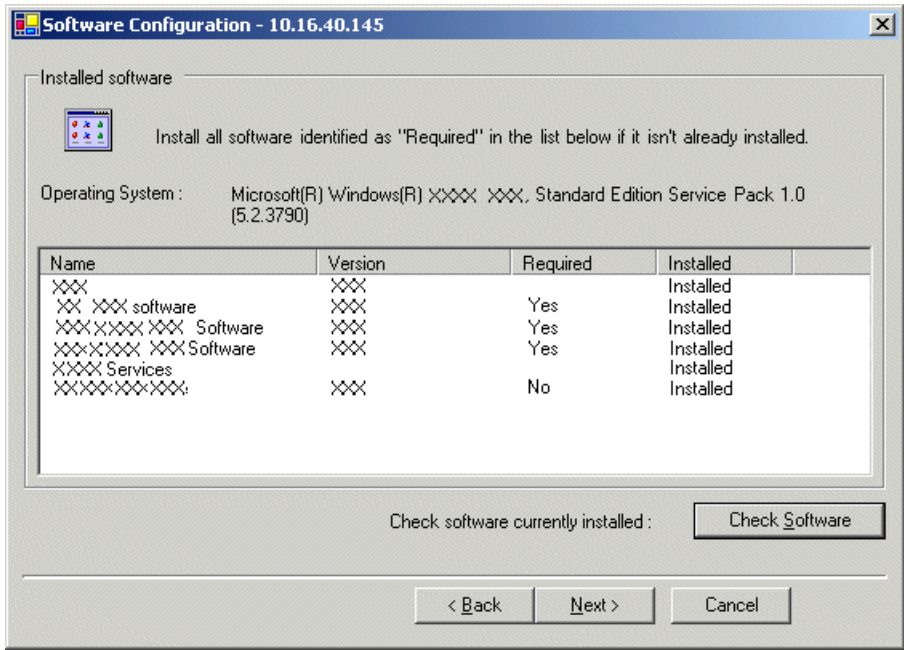 Software Configuration - 10.16.40.145
Installed software
Install all software identified as "Required" in the list below if it isn't already installed.
Operating System : Microsoft(R) Windows(R) XXXX XXX, Standard Edition Service Pack 1.0
(5.2.3790)
Name Version Required Installed
XXX XXX Installed
XX XXX software XXX Yes Installed
XXXXXXX XXX Software XXX Yes Installed
XXXXXXX XXX Software XXX Yes Installed
XXXX Services Installed
XXXXXXXXXXX: XXX No Installed
Check software currently installed : Check Software
< Back Next > Cancel